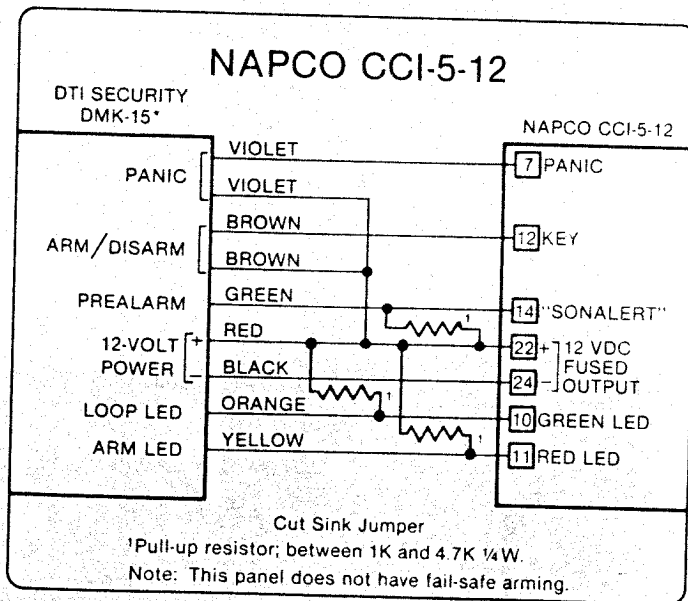 NAPCO CCI-5-12
DTI SECURITY
DMK-15*
NAPCO CCI-5-12
PANIC
VIOLET
7 PANIC
VIOLET
ARM/DISARM
BROWN
12 KEY
BROWN
PREALARM
GREEN
14 "SONALERT"
1
12-VOLT
POWER
+
RED
22 + 12 VDC
FUSED
OUTPUT
−
BLACK
24 −
1
LOOP LED
ORANGE
10 GREEN LED
1
ARM LED
YELLOW
11 RED LED
Cut Sink Jumper
¹Pull-up resistor; between 1K and 4.7K ¼W.
Note: This panel does not have fail-safe arming.